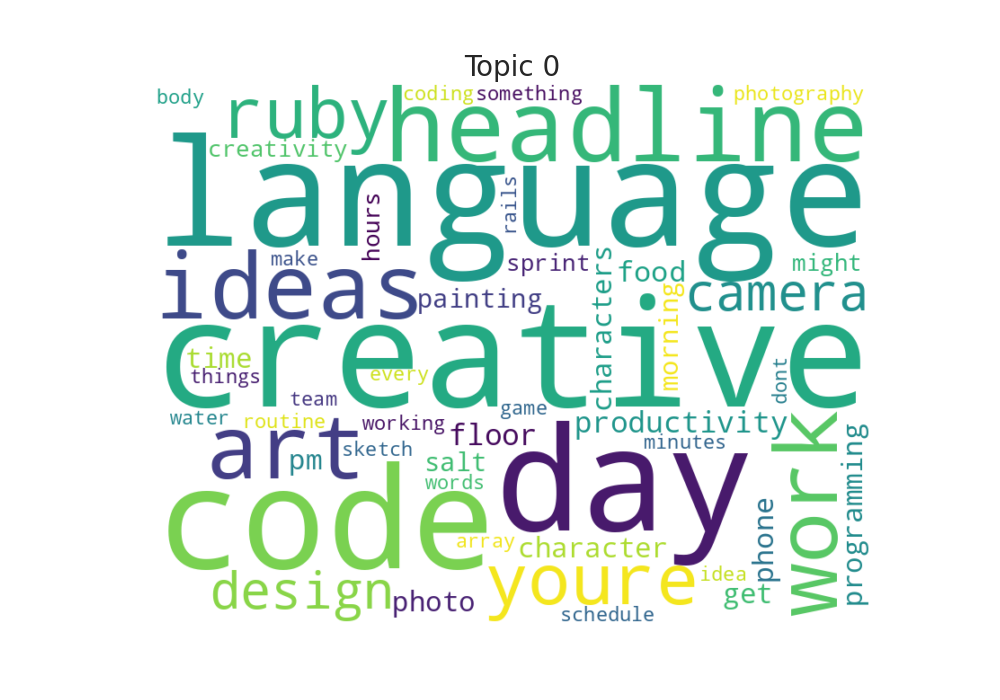 Topic 0
body
coding
something
photography
ruby
headline
creativity
language
hours
rails
make
sprint
food
might
ideas
painting
characters
camera
morning
creative
time
things
every
dont
team
water
routine
working
game
productivity
work
art
pm
sketch
floor
minutes
programming
salt
words
day
code
array
character
phone
design
photo
youre
idea
get
schedule